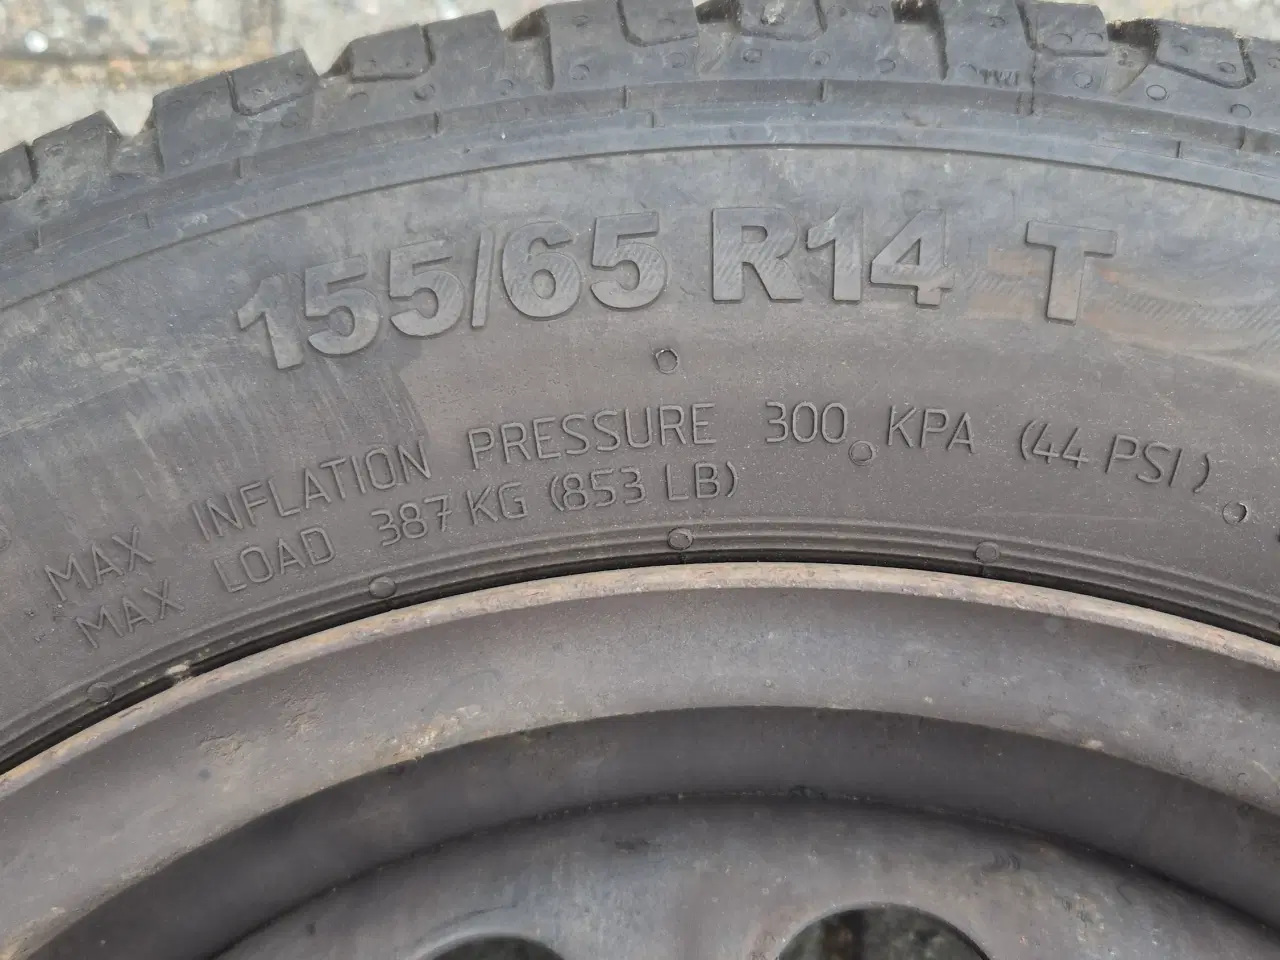 155/65 R14 T
MAX INFLATION PRESSURE 300 KPA (44 PSI)
MAX LOAD 387 KG (853 LB)